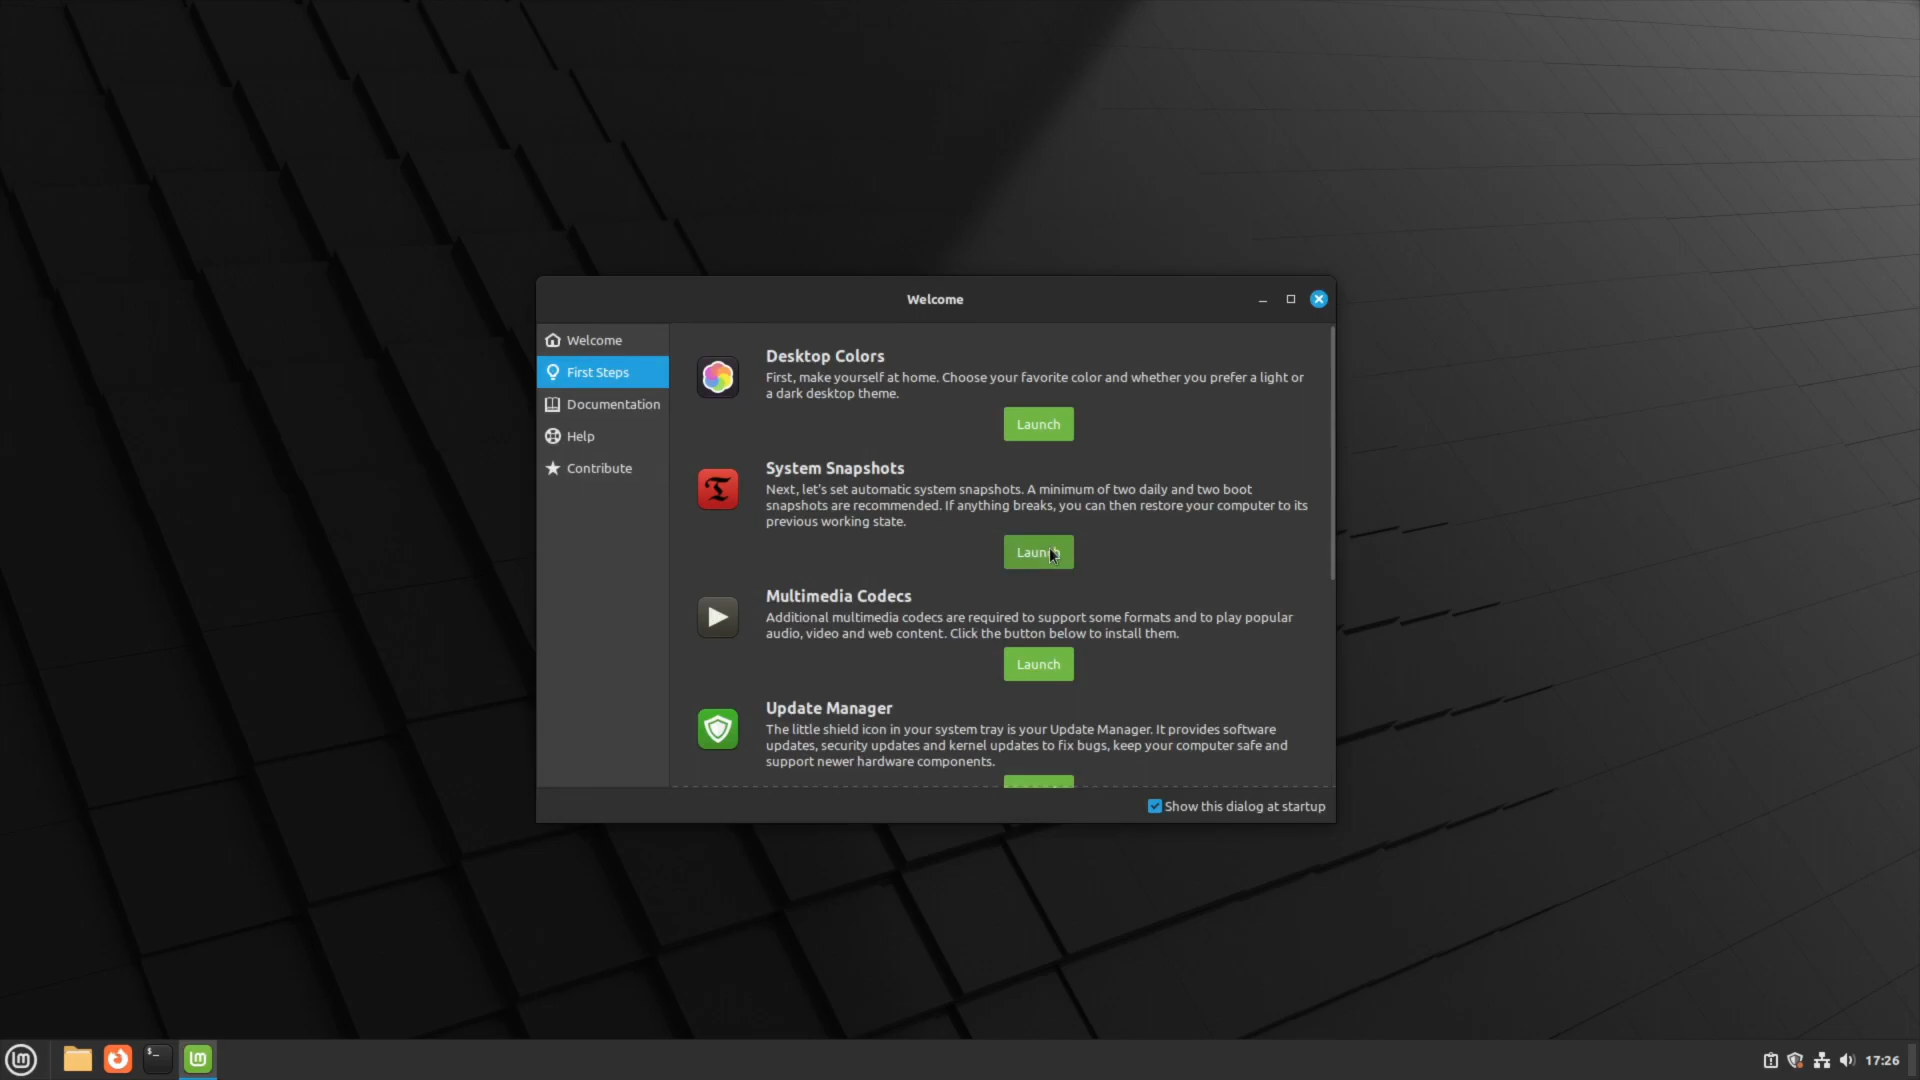 Welcome
Welcome
First Steps
Documentation
Help
Contribute
Desktop Colors
First, make yourself at home. Choose your favorite color and whether you prefer a light or
a dark desktop theme.
Launch
System Snapshots
Next, let's set automatic system snapshots. A minimum of two daily and two boot
snapshots are recommended. If anything breaks, you can then restore your computer to its
previous working state.
Launch
Multimedia Codecs
Additional multimedia codecs are required to support some formats and to play popular
audio, video and web content. Click the button below to install them.
Launch
Update Manager
The little shield icon in your system tray is your Update Manager. It provides software
updates, security updates and kernel updates to fix bugs, keep your computer safe and
support newer hardware components.
Show this dialog at startup
17:26